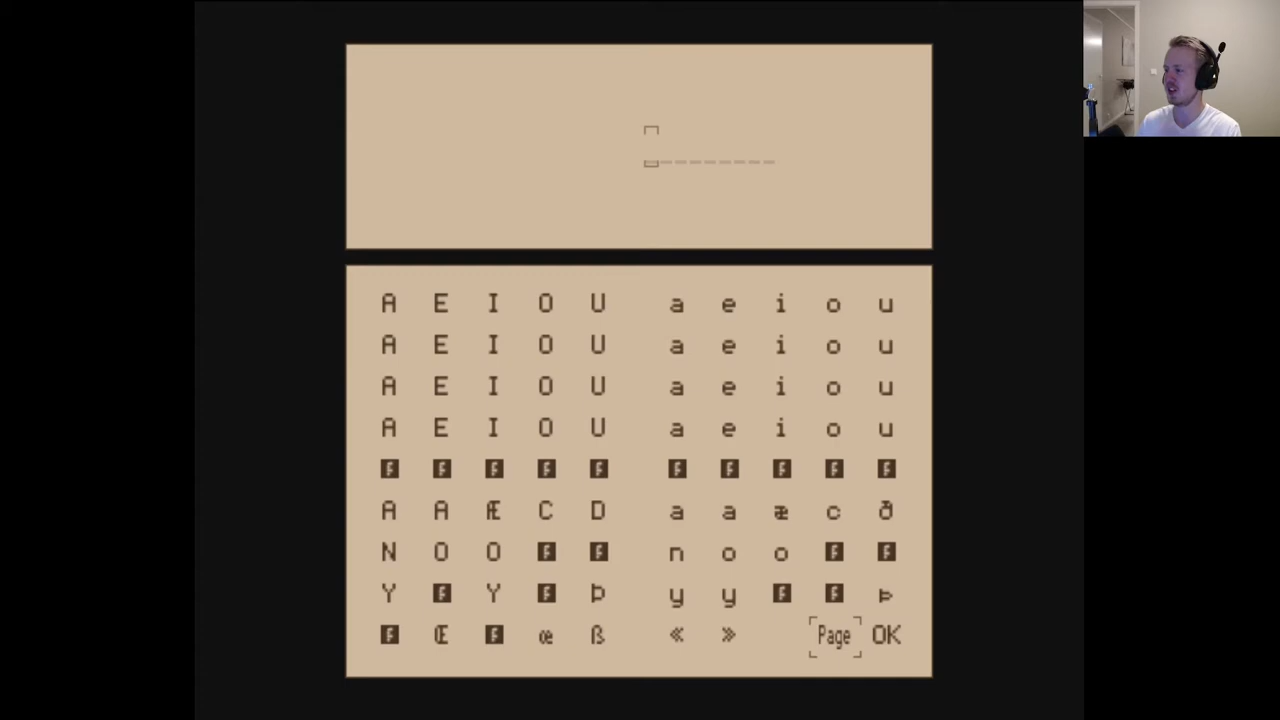 A E I O U a e i o u
A E I O U a e i o u
A E I O U a e i o u
A E I O U a e i o u
F F F F F F F F F F
A A Æ C D a a æ c ð
N O O F F n o o F F
Y F Y F Þ y y F F þ
F Œ F œ ß « » Page OK